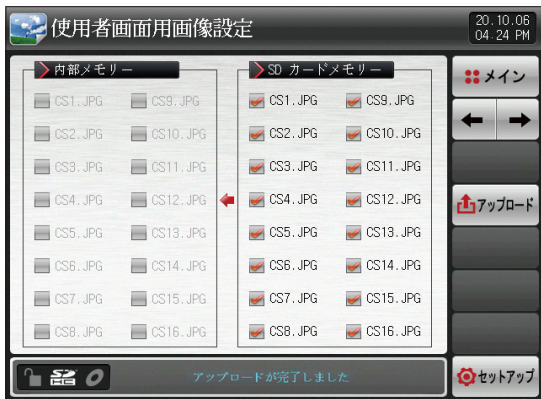 使用者画面用画像設定
20.10.06
04:24 PM
内部メモリー
CS1.JPG CS9.JPG
CS2.JPG CS10.JPG
CS3.JPG CS11.JPG
CS4.JPG CS12.JPG
CS5.JPG CS13.JPG
CS6.JPG CS14.JPG
CS7.JPG CS15.JPG
CS8.JPG CS16.JPG
SD カードメモリー
CS1.JPG CS9.JPG
CS2.JPG CS10.JPG
CS3.JPG CS11.JPG
CS4.JPG CS12.JPG
CS5.JPG CS13.JPG
CS6.JPG CS14.JPG
CS7.JPG CS15.JPG
CS8.JPG CS16.JPG
メイン
アップロード
セットアップ
SD
HC
アップロードが完了しました